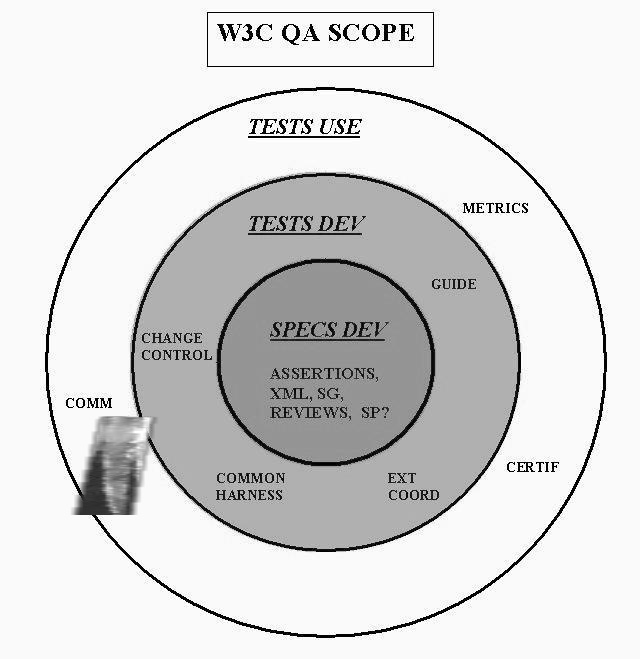 W3C QA SCOPE
TESTS USE
METRICS
TESTS DEV
GUIDE
SPECS DEV
CHANGE
CONTROL
ASSERTIONS,
XML, SG,
REVIEWS, SP?
COMM
CERTIF
COMMON
HARNESS
EXT
COORD